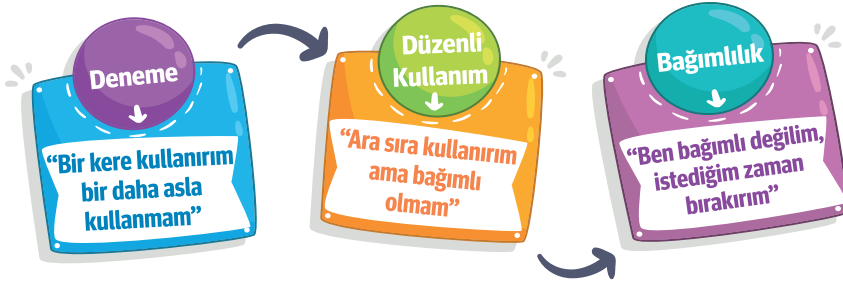 Deneme
“Bir kere kullanırım
bir daha asla
kullanmam”
Düzenli
Kullanım
“Ara sıra kullanırım
ama bağımlı
olmam”
Bağımlılık
“Ben bağımlı değilim,
istediğim zaman
bırakırım”